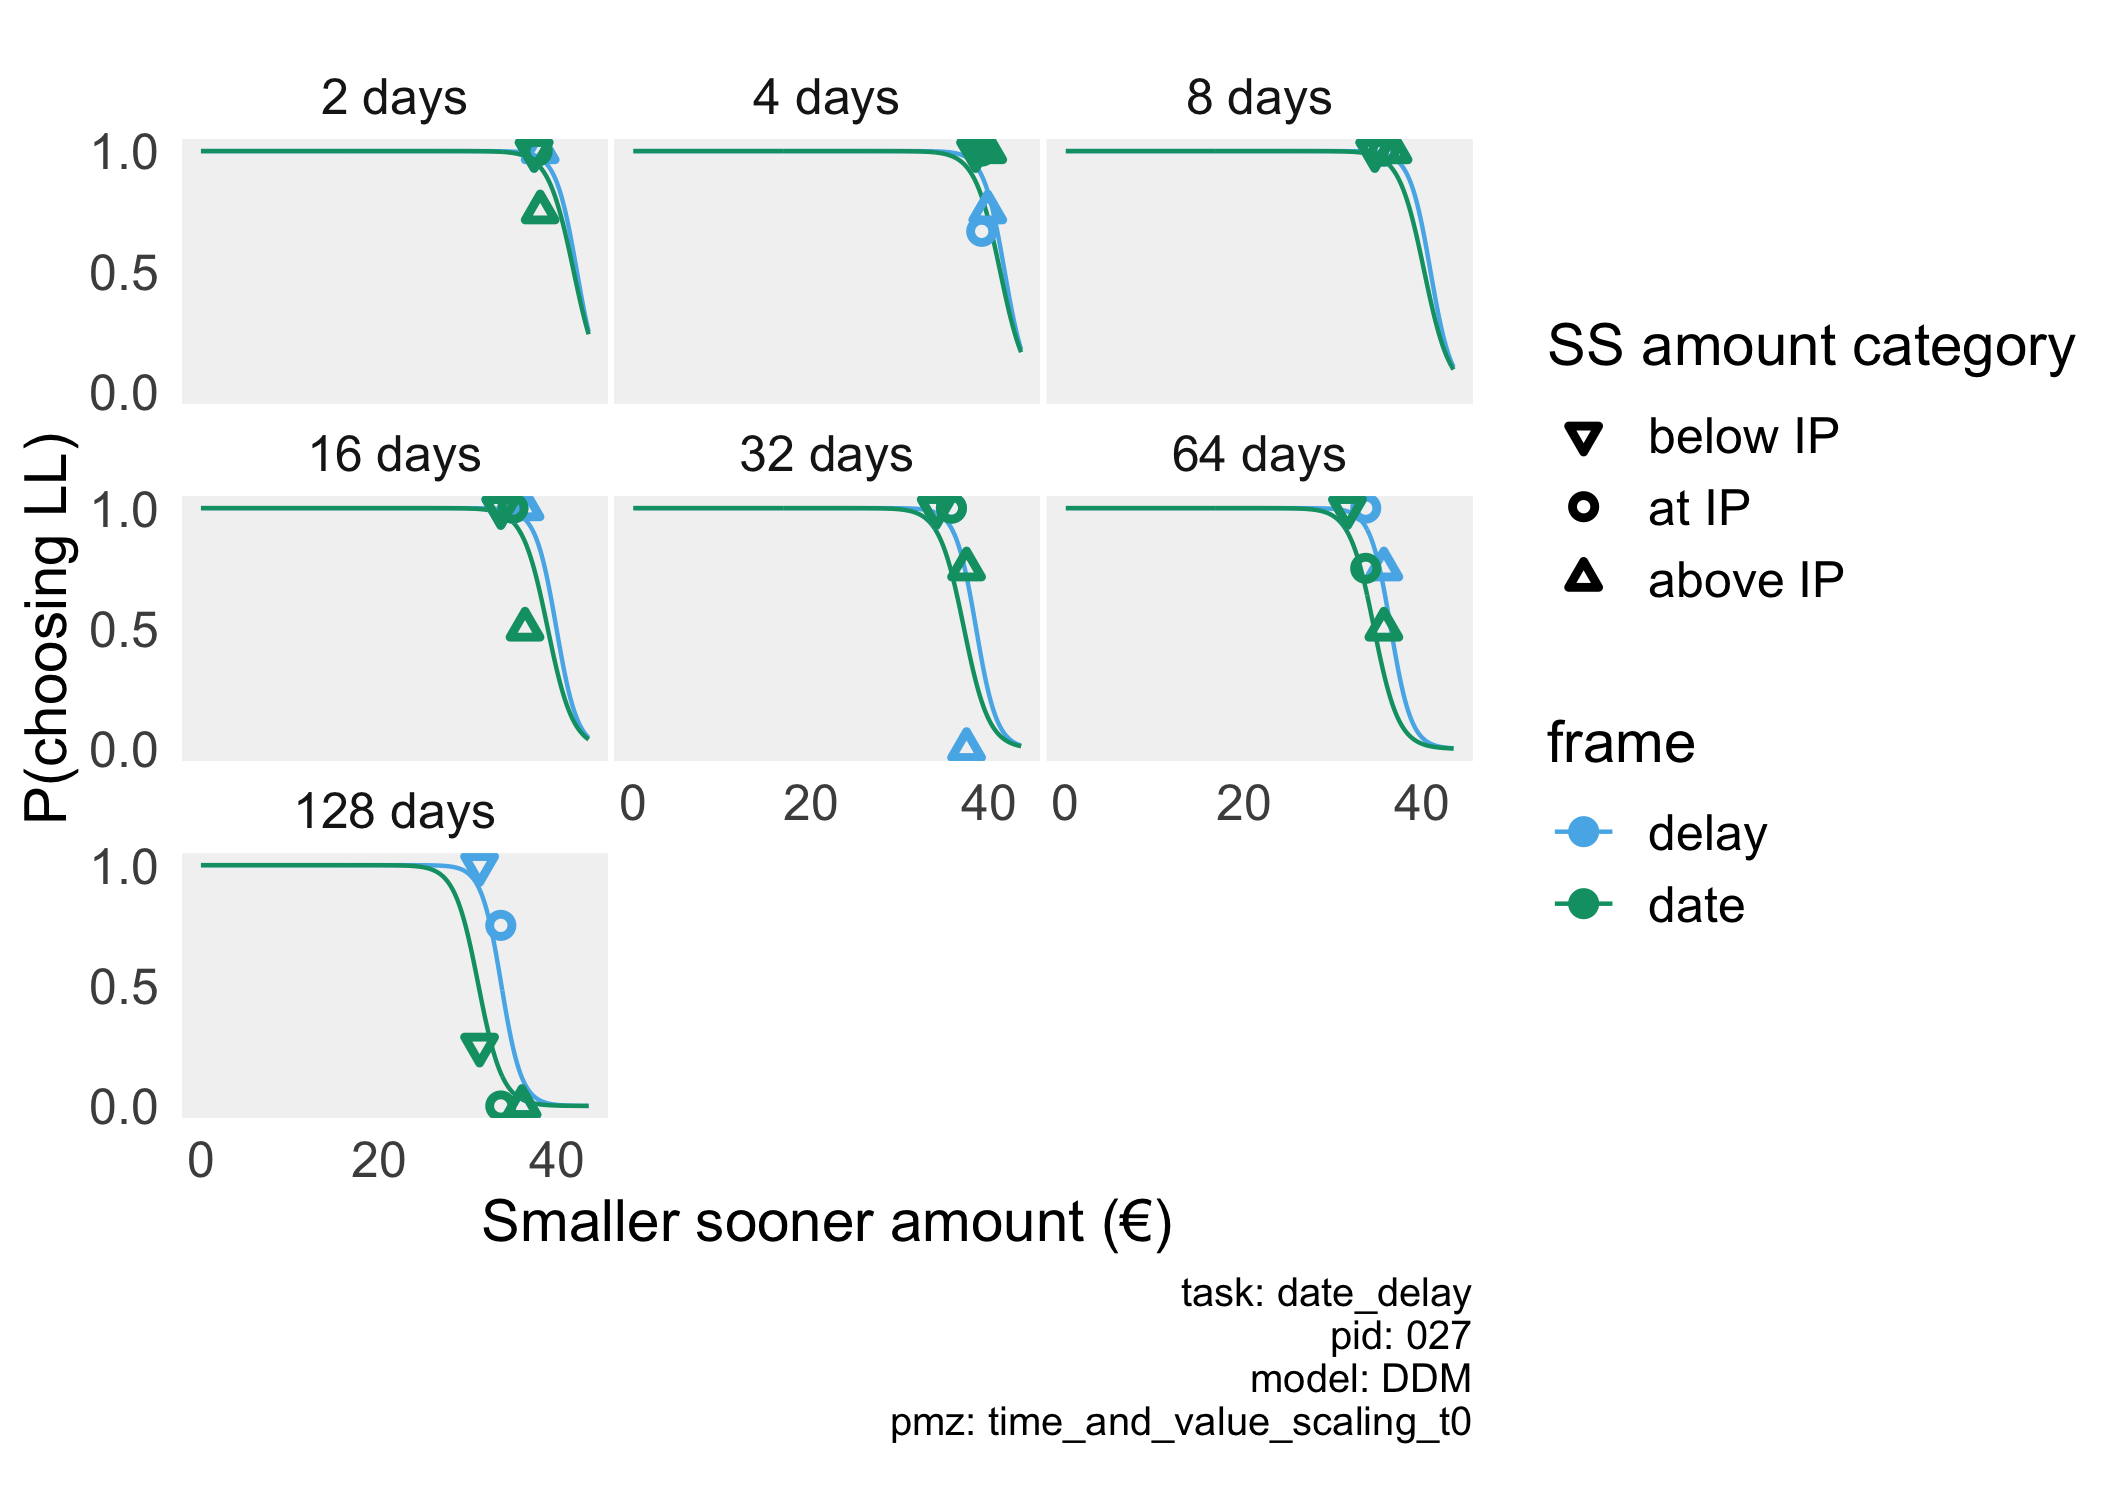 2 days
4 days
8 days
1.0
0.5
0.0
16 days
32 days
64 days
1.0
0.5
0.0
0
20
40
0
20
40
128 days
1.0
0.5
0.0
0
20
40
P(choosing LL)
Smaller sooner amount (€)
SS amount category
below IP
at IP
above IP
frame
delay
date
task: date_delay
pid: 027
model: DDM
pmz: time_and_value_scaling_t0